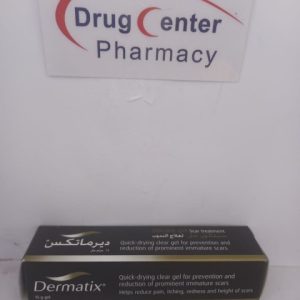 Drug Center
Pharmacy
ديرماتكس
Scar treatment
لعلاج الندب
Quick-drying clear gel for prevention and
reduction of prominent immature scars.
Dermatix®
Quick-drying clear gel for prevention and
reduction of prominent immature scars.
Helps reduce pain, itching, redness and height of scars